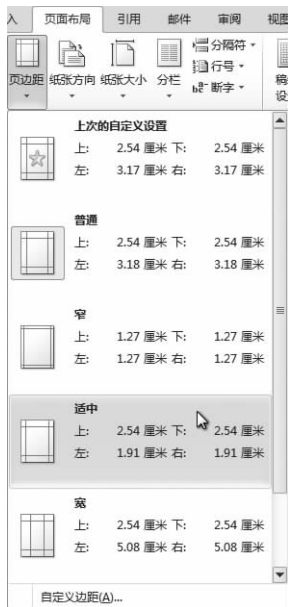 入 页面布局 引用 邮件 审阅 视图
页边距 纸张方向 纸张大小 分栏 分隔符 行号 断字 稿
设
上次的自定义设置
上: 2.54 厘米 下: 2.54 厘米
左: 3.17 厘米 右: 3.17 厘米
普通
上: 2.54 厘米 下: 2.54 厘米
左: 3.18 厘米 右: 3.18 厘米
窄
上: 1.27 厘米 下: 1.27 厘米
左: 1.27 厘米 右: 1.27 厘米
适中
上: 2.54 厘米 下: 2.54 厘米
左: 1.91 厘米 右: 1.91 厘米
宽
上: 2.54 厘米 下: 2.54 厘米
左: 5.08 厘米 右: 5.08 厘米
自定义边距(A)...